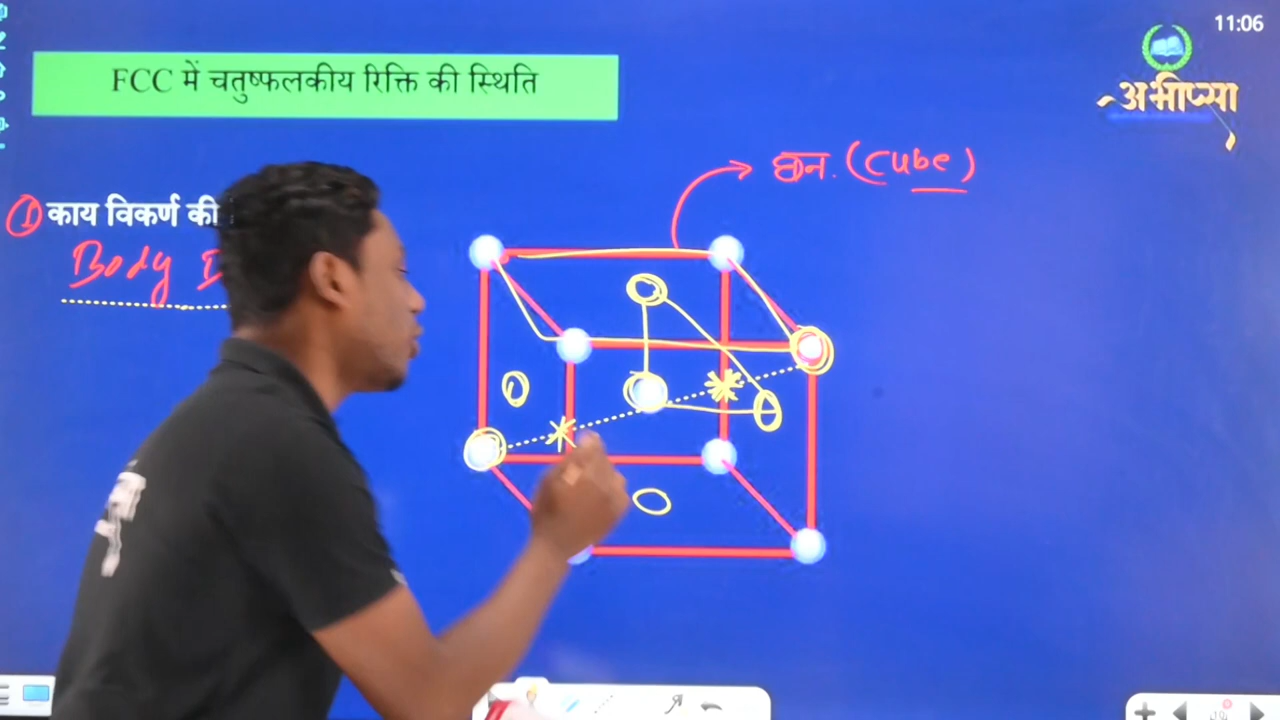 11:06
अभीप्सा
FCC में चतुष्फलकीय रिक्ति की स्थिति
घन. (Cube)
① काय विकर्ण की
Body D